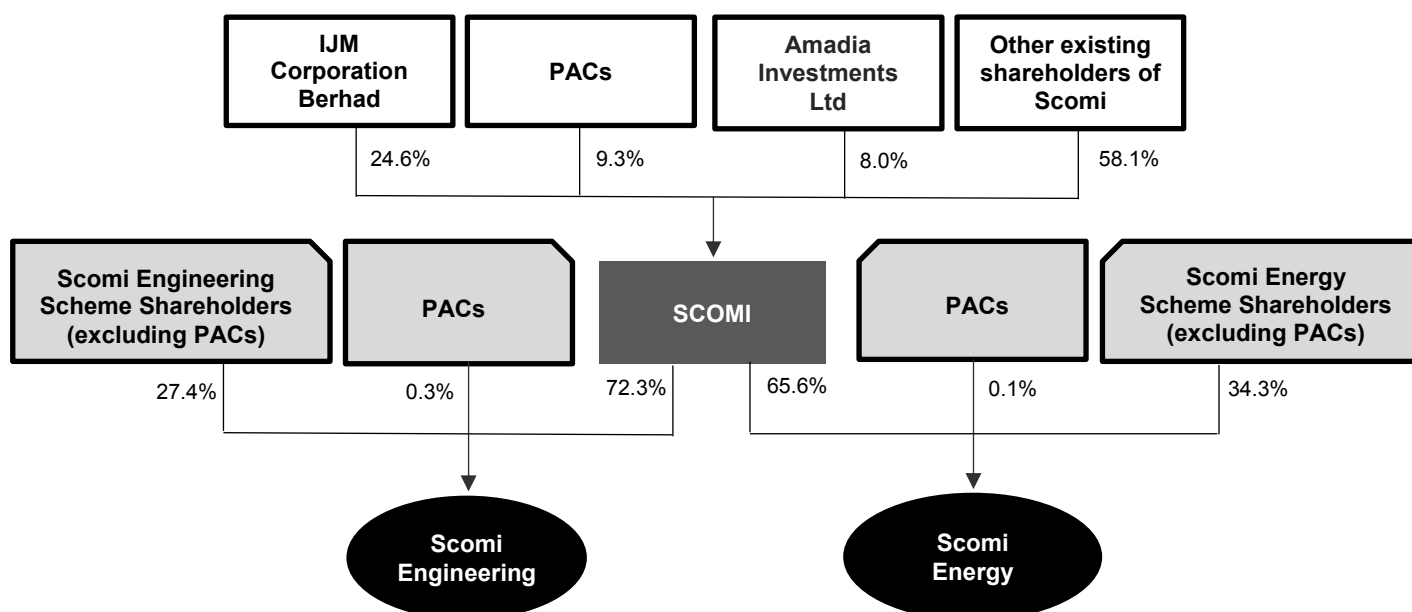 IJM
Corporation
Berhad
PACs
Amadia
Investments
Ltd
Other existing
shareholders of
Scomi
24.6%
9.3%
8.0%
58.1%
Scomi Engineering
Scheme Shareholders
(excluding PACs)
PACs
SCOMI
PACs
Scomi Energy
Scheme Shareholders
(excluding PACs)
27.4%
0.3%
72.3%
65.6%
0.1%
34.3%
Scomi
Engineering
Scomi
Energy